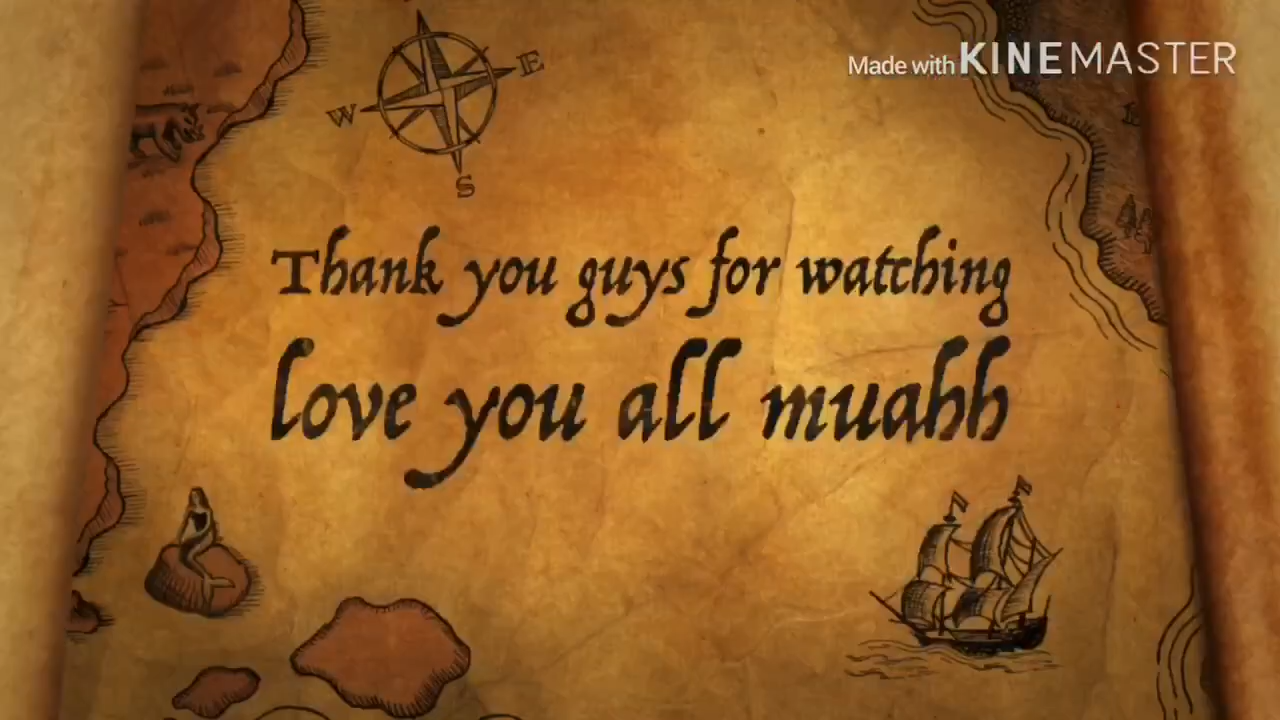 E
Made with KINEMASTER
W
S
Thank you guys for watching
love you all muahh